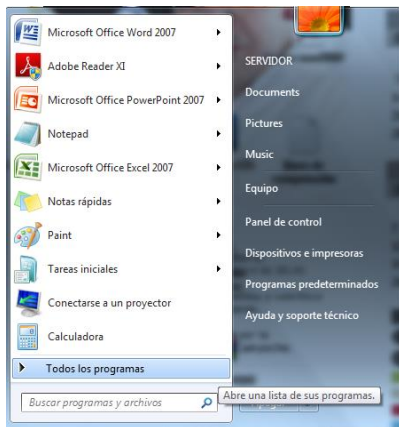 Microsoft Office Word 2007
Adobe Reader XI
Microsoft Office PowerPoint 2007
Notepad
Microsoft Office Excel 2007
Notas rápidas
Paint
Tareas iniciales
Conectarse a un proyector
Calculadora
Todos los programas
Buscar programas y archivos
SERVIDOR
Documents
Pictures
Music
Equipo
Panel de control
Dispositivos e impresoras
Programas predeterminados
Ayuda y soporte técnico
Abre una lista de sus programas.